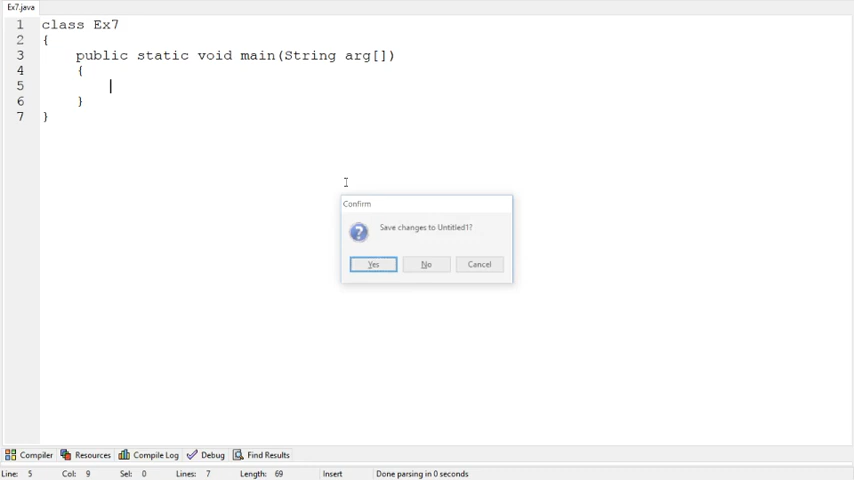 Ex7.java
1 class Ex7
2 {
3 public static void main(String arg[])
4 {
5
6 }
7 }
Confirm
Save changes to Untitled1?
Yes No Cancel
Compiler Resources Compile Log Debug Find Results
Line: 5 Col: 9 Sel: 0 Lines: 7 Length: 69 Insert Done parsing in 0 seconds